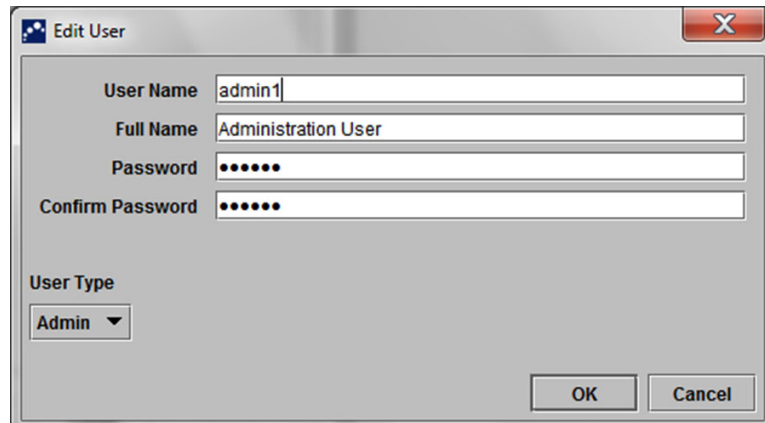 Edit User
User Name admin1
Full Name Administration User
Password ••••••
Confirm Password ••••••
User Type
Admin
OK Cancel